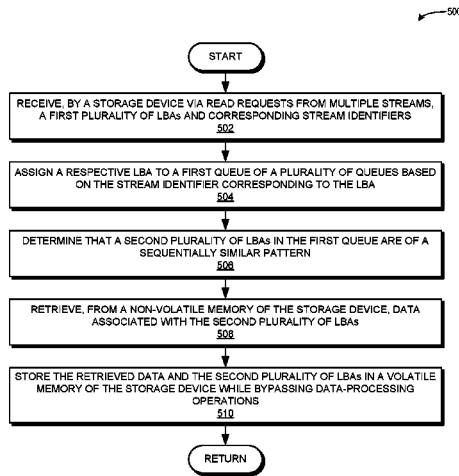 500
START
RECEIVE, BY A STORAGE DEVICE VIA READ REQUESTS FROM MULTIPLE STREAMS,
A FIRST PLURALITY OF LBAs AND CORRESPONDING STREAM IDENTIFIERS
502
ASSIGN A RESPECTIVE LBA TO A FIRST QUEUE OF A PLURALITY OF QUEUES BASED
ON THE STREAM IDENTIFIER CORRESPONDING TO THE LBA
504
DETERMINE THAT A SECOND PLURALITY OF LBAs IN THE FIRST QUEUE ARE OF A
SEQUENTIALLY SIMILAR PATTERN
506
RETRIEVE, FROM A NON-VOLATILE MEMORY OF THE STORAGE DEVICE, DATA
ASSOCIATED WITH THE SECOND PLURALITY OF LBAs
508
STORE THE RETRIEVED DATA AND THE SECOND PLURALITY OF LBAs IN A VOLATILE
MEMORY OF THE STORAGE DEVICE WHILE BYPASSING DATA-PROCESSING
OPERATIONS
510
RETURN